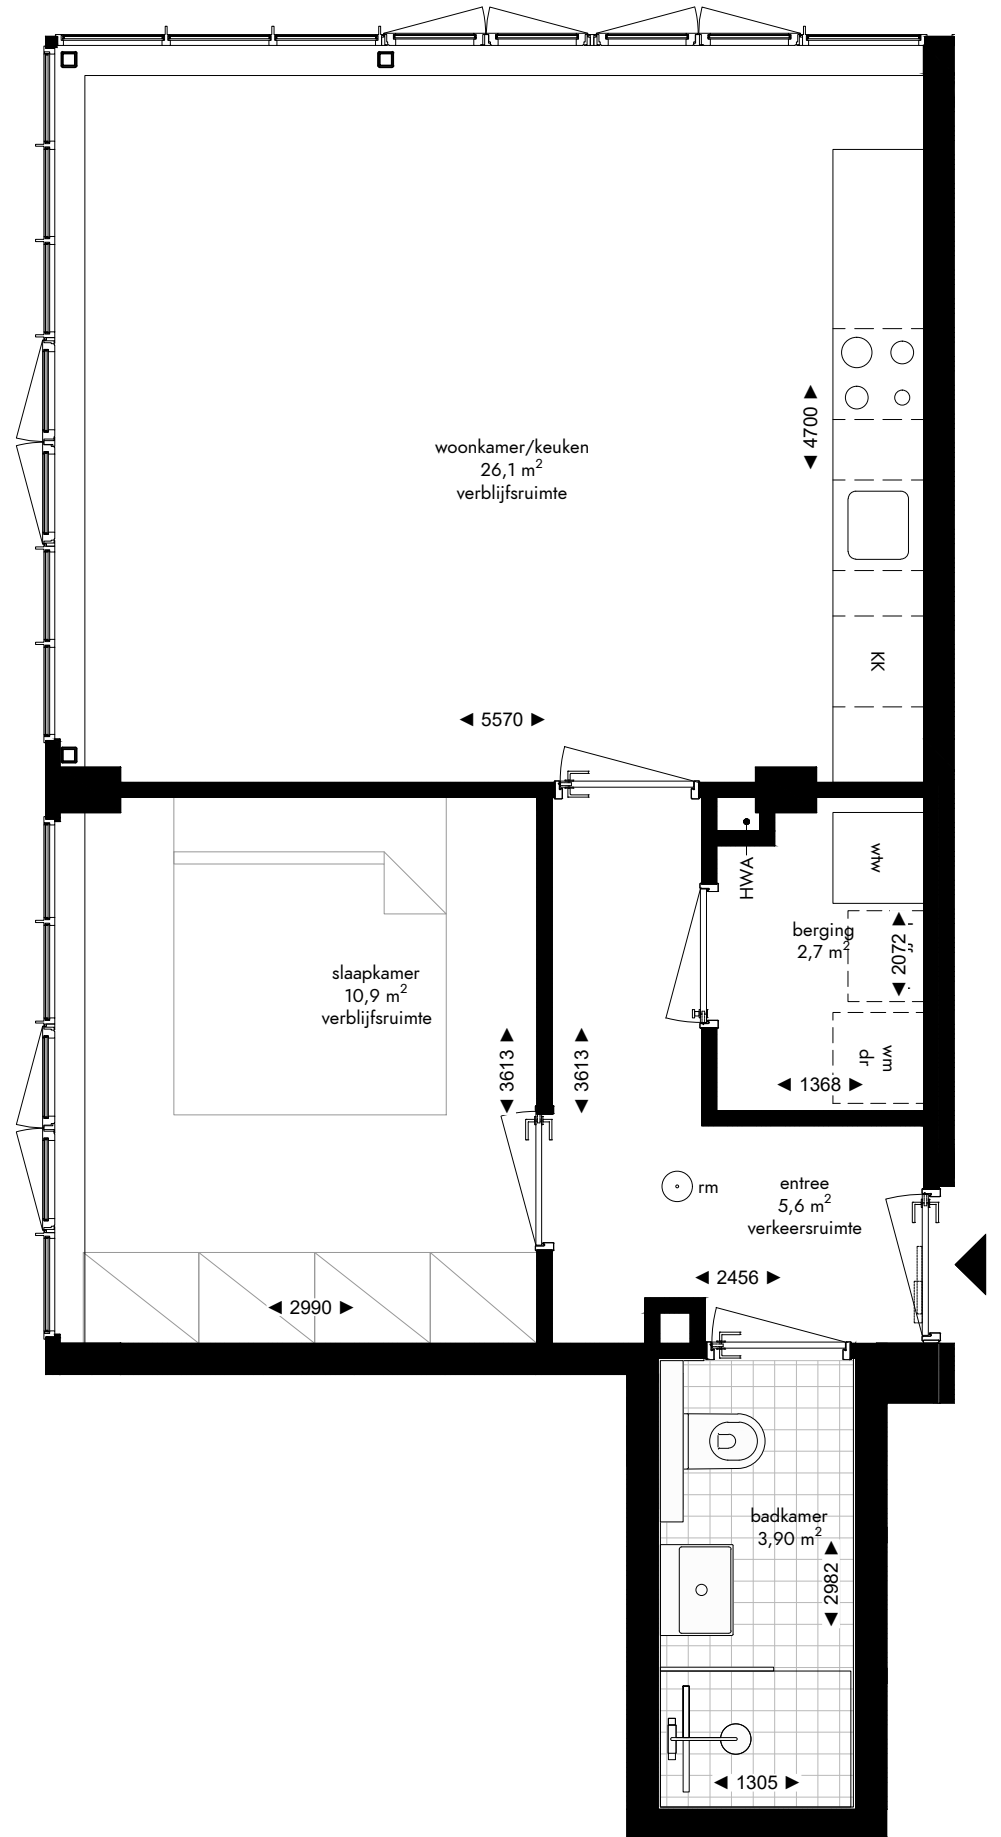 4700
woonkamer/keuken
26,1 m²
verblijfsruimte
KK
◄ 5570 ►
wtw
HWA
berging
2,7 m²
2072
slaapkamer
10,9 m²
verblijfsruimte
3613
3613
wm
dr
◄ 1368 ►
rm
entree
5,6 m²
verkeersruimte
◄ 2456 ►
◄ 2990 ►
badkamer
3,90 m²
2982
◄ 1305 ►